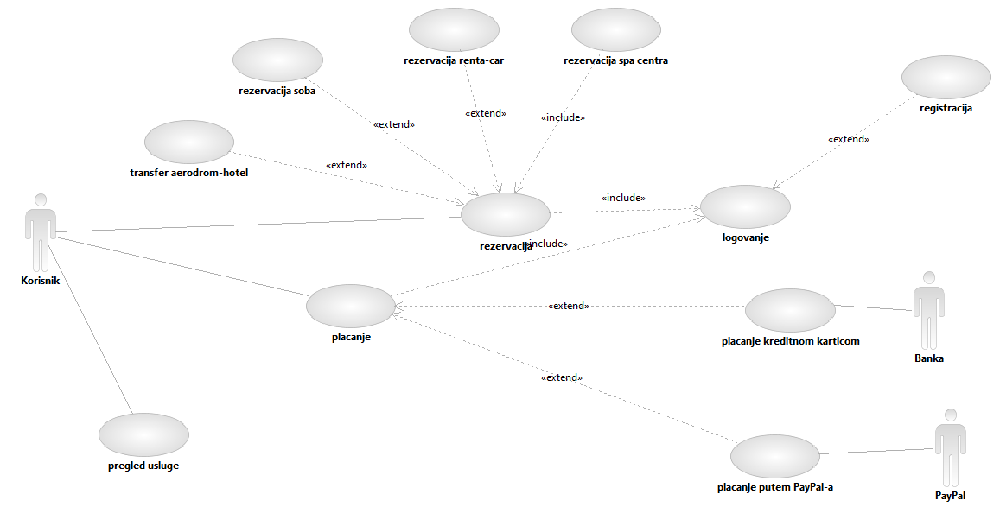 rezervacija renta-car
rezervacija spa centra
rezervacija soba
registracija
«extend»
«include»
«extend»
«extend»
«extend»
transfer aerodrom-hotel
«include»
rezervacija
logovanje
«include»
Korisnik
placanje
«extend»
placanje kreditnom karticom
Banka
«extend»
pregled usluge
placanje putem PayPal-a
PayPal